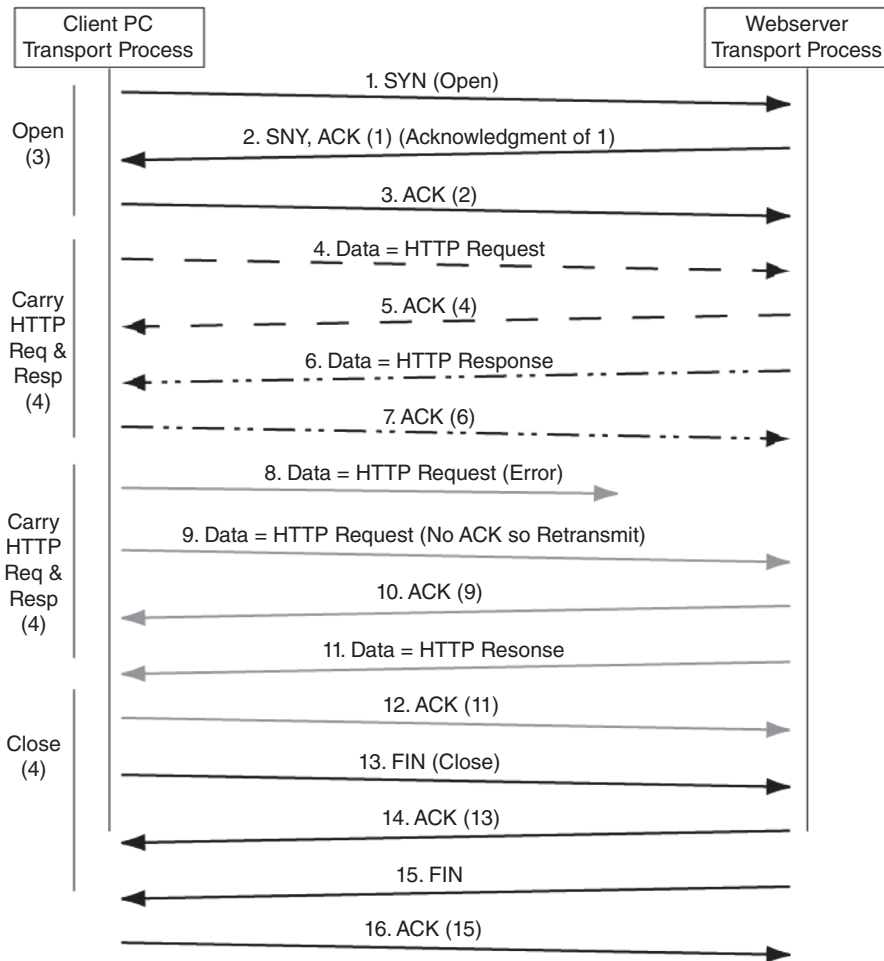 Client PC
Transport Process
Webserver
Transport Process
1. SYN (Open)
Open
(3)
2. SNY, ACK (1) (Acknowledgment of 1)
3. ACK (2)
4. Data = HTTP Request
Carry
HTTP
Req &
Resp
(4)
5. ACK (4)
6. Data = HTTP Response
7. ACK (6)
8. Data = HTTP Request (Error)
Carry
HTTP
Req &
Resp
(4)
9. Data = HTTP Request (No ACK so Retransmit)
10. ACK (9)
11. Data = HTTP Resonse
12. ACK (11)
Close
(4)
13. FIN (Close)
14. ACK (13)
15. FIN
16. ACK (15)